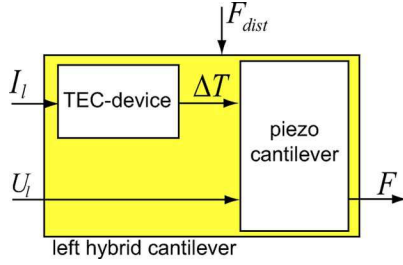 F_dist
I_l
TEC-device
ΔT
piezo
cantilever
U_l
F
left hybrid cantilever